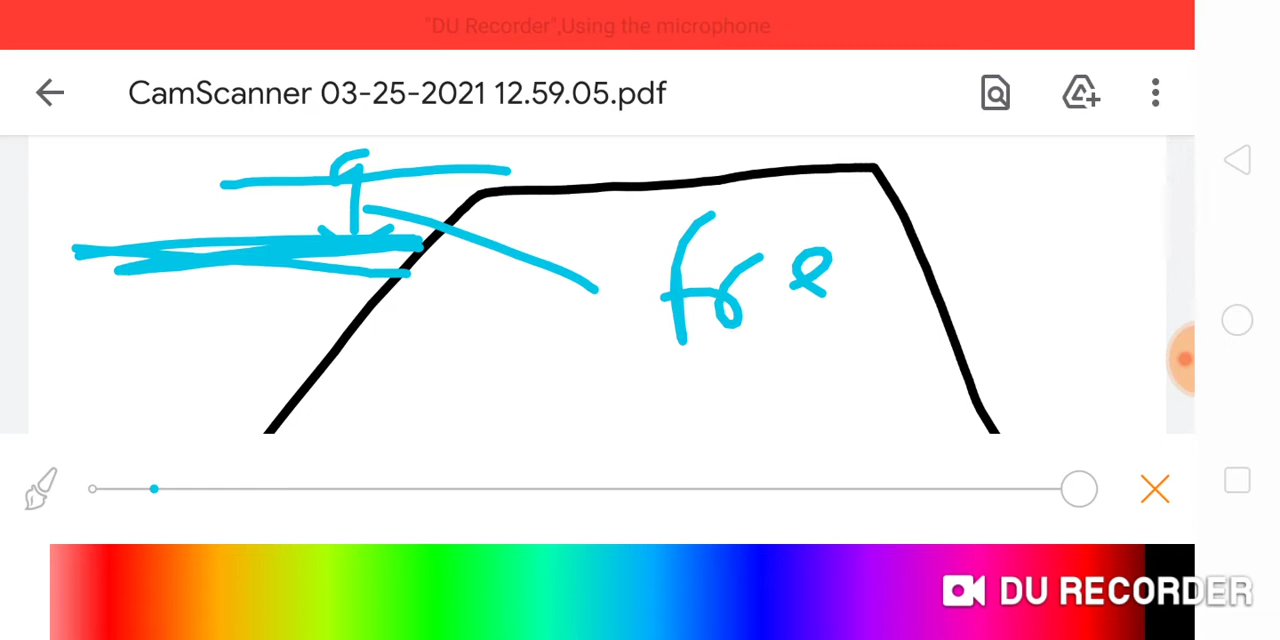 "DU Recorder",Using the microphone
CamScanner 03-25-2021 12.59.05.pdf
fre
DU RECORDER